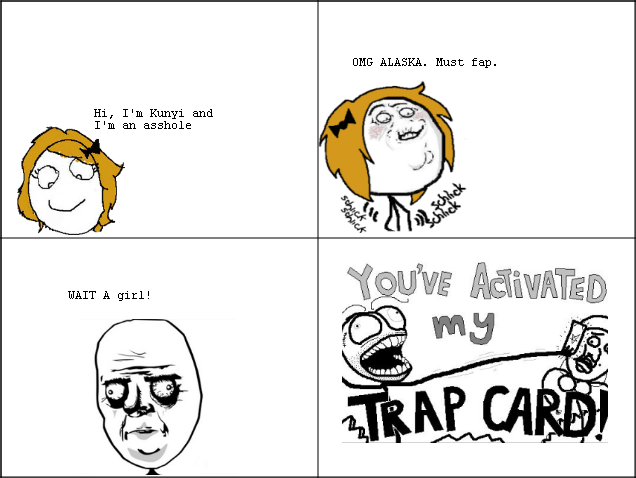 Hi, I'm Kunyi and
I'm an asshole
OMG ALASKA. Must fap.
schlick
schlick
schlick
schlick
WAIT A girl!
YOU'VE ACTIVATED
my
TRAP CARD!